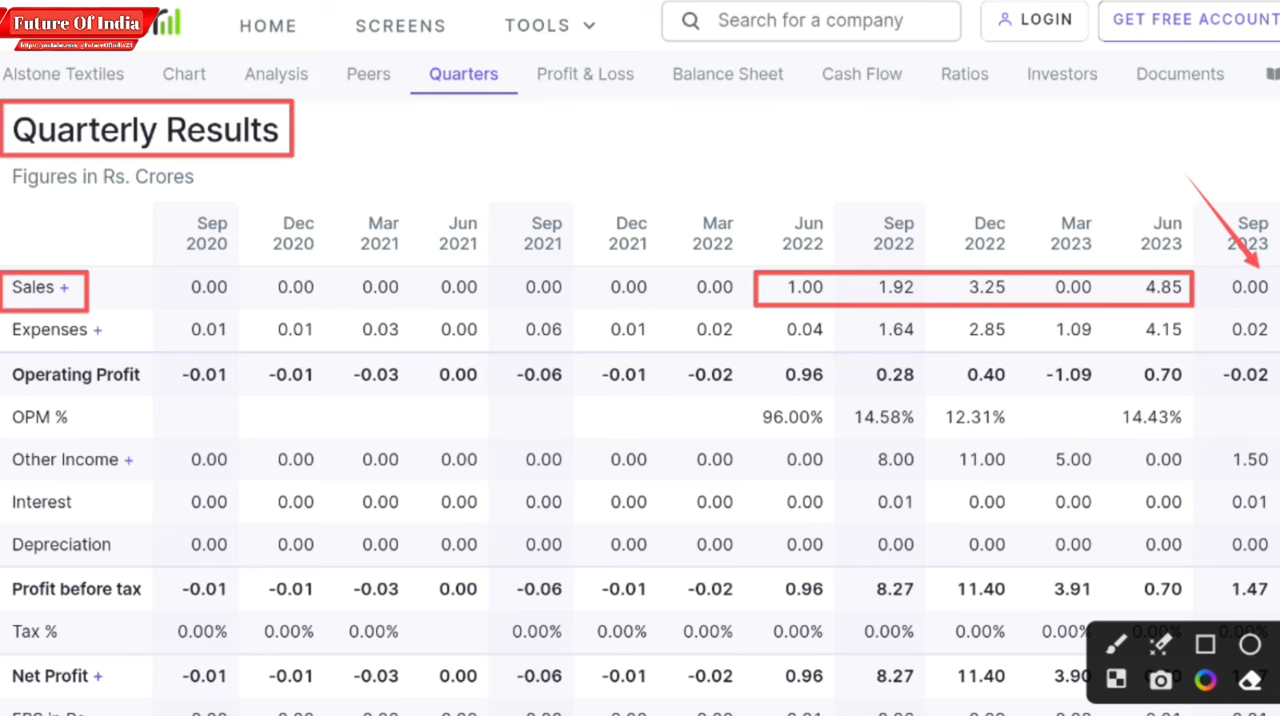 Future Of India
HOME SCREENS TOOLS Search for a company LOGIN GET FREE ACCOUNT
Alstone Textiles Chart Analysis Peers Quarters Profit & Loss Balance Sheet Cash Flow Ratios Investors Documents
Quarterly Results
Figures in Rs. Crores
Sep Dec Mar Jun Sep Dec Mar Jun Sep Dec Mar Jun Sep
2020 2020 2021 2021 2021 2021 2022 2022 2022 2022 2023 2023 2023
Sales + 0.00 0.00 0.00 0.00 0.00 0.00 0.00 1.00 1.92 3.25 0.00 4.85 0.00
Expenses + 0.01 0.01 0.03 0.00 0.06 0.01 0.02 0.04 1.64 2.85 1.09 4.15 0.02
Operating Profit -0.01 -0.01 -0.03 0.00 -0.06 -0.01 -0.02 0.96 0.28 0.40 -1.09 0.70 -0.02
OPM % 96.00% 14.58% 12.31% 14.43%
Other Income + 0.00 0.00 0.00 0.00 0.00 0.00 0.00 0.00 8.00 11.00 5.00 0.00 1.50
Interest 0.00 0.00 0.00 0.00 0.00 0.00 0.00 0.00 0.01 0.00 0.00 0.00 0.01
Depreciation 0.00 0.00 0.00 0.00 0.00 0.00 0.00 0.00 0.00 0.00 0.00 0.00 0.00
Profit before tax -0.01 -0.01 -0.03 0.00 -0.06 -0.01 -0.02 0.96 8.27 11.40 3.91 0.70 1.47
Tax % 0.00% 0.00% 0.00% 0.00% 0.00% 0.00% 0.00% 0.00% 0.00% 0.00%
Net Profit + -0.01 -0.01 -0.03 0.00 -0.06 -0.01 -0.02 0.96 8.27 11.40 3.90